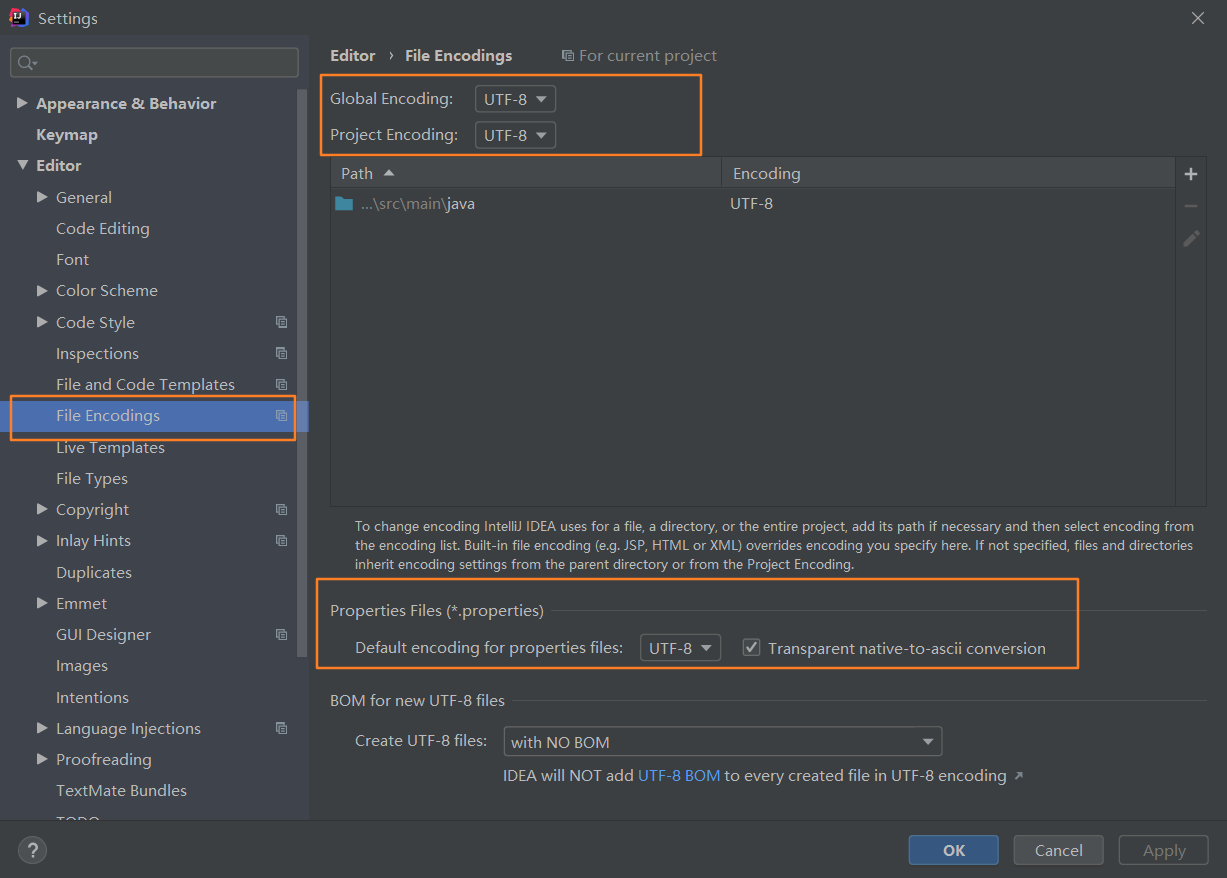 Settings
Appearance & Behavior
Keymap
Editor
General
Code Editing
Font
Color Scheme
Code Style
Inspections
File and Code Templates
File Encodings
Live Templates
File Types
Copyright
Inlay Hints
Duplicates
Emmet
GUI Designer
Images
Intentions
Language Injections
Proofreading
TextMate Bundles
TODO
Editor › File Encodings For current project
Global Encoding: UTF-8
Project Encoding: UTF-8
Path Encoding
...\src\main\java UTF-8
To change encoding IntelliJ IDEA uses for a file, a directory, or the entire project, add its path if necessary and then select encoding from
the encoding list. Built-in file encoding (e.g. JSP, HTML or XML) overrides encoding you specify here. If not specified, files and directories
inherit encoding settings from the parent directory or from the Project Encoding.
Properties Files (*.properties)
Default encoding for properties files: UTF-8 Transparent native-to-ascii conversion
BOM for new UTF-8 files
Create UTF-8 files: with NO BOM
IDEA will NOT add UTF-8 BOM to every created file in UTF-8 encoding ↗
? OK Cancel Apply